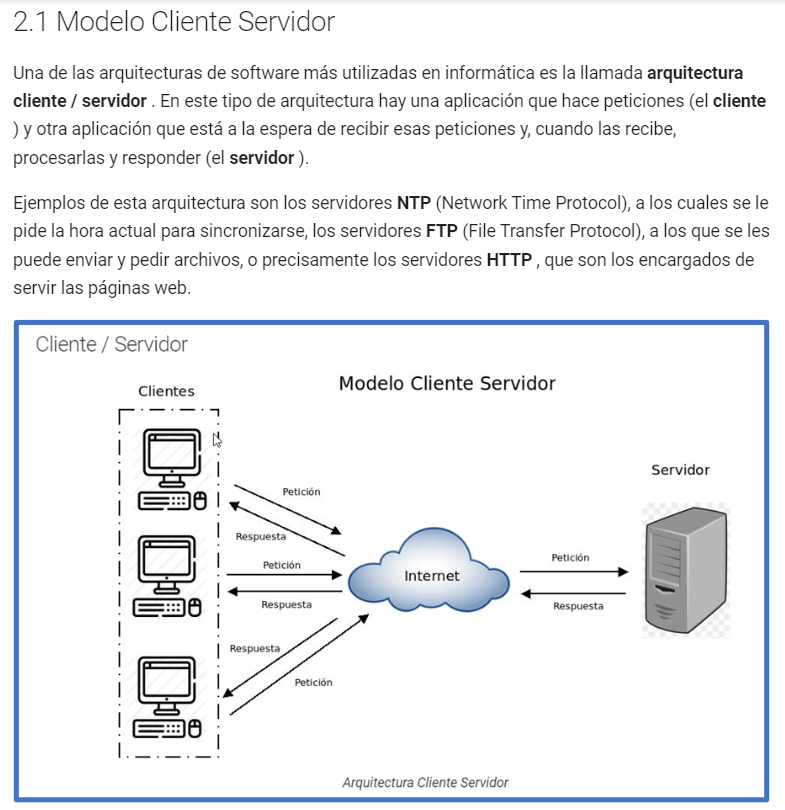 2.1 Modelo Cliente Servidor
Una de las arquitecturas de software más utilizadas en informática es la llamada arquitectura
cliente / servidor . En este tipo de arquitectura hay una aplicación que hace peticiones (el cliente
) y otra aplicación que está a la espera de recibir esas peticiones y, cuando las recibe,
procesarlas y responder (el servidor ).
Ejemplos de esta arquitectura son los servidores NTP (Network Time Protocol), a los cuales se le
pide la hora actual para sincronizarse, los servidores FTP (File Transfer Protocol), a los que se les
puede enviar y pedir archivos, o precisamente los servidores HTTP , que son los encargados de
servir las páginas web.
Cliente / Servidor
Modelo Cliente Servidor
Clientes
Servidor
Petición
Respuesta
Petición
Respuesta
Respuesta
Petición
Internet
Petición
Respuesta
Arquitectura Cliente Servidor